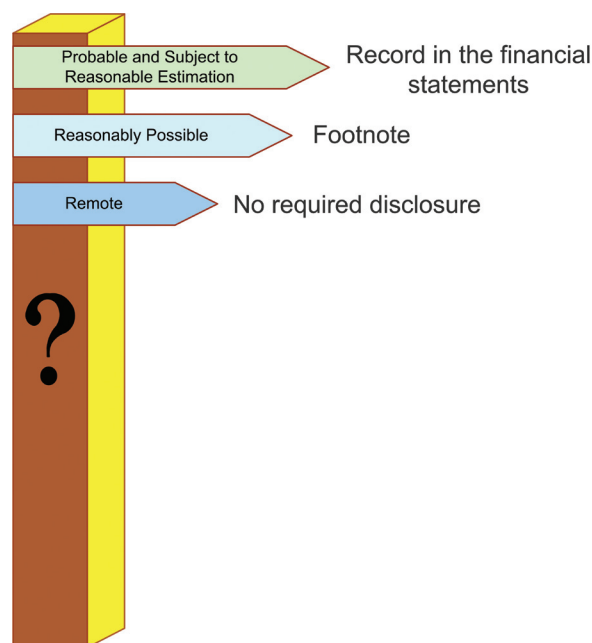 Probable and Subject to
Reasonable Estimation
Record in the financial
statements
Reasonably Possible
Footnote
Remote
No required disclosure
?